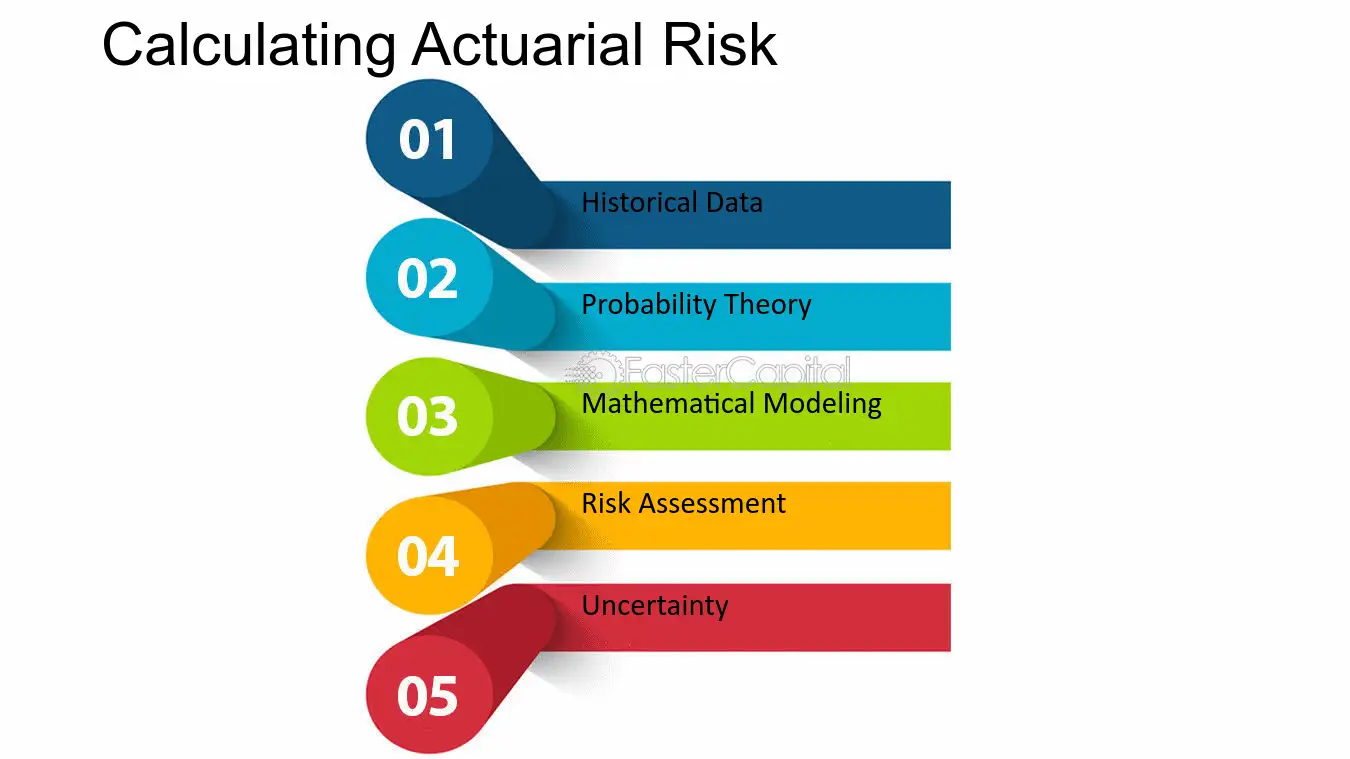 Calculating Actuarial Risk
01
Historical Data
02
Probability Theory
FasterCapital
03
Mathematical Modeling
04
Risk Assessment
05
Uncertainty